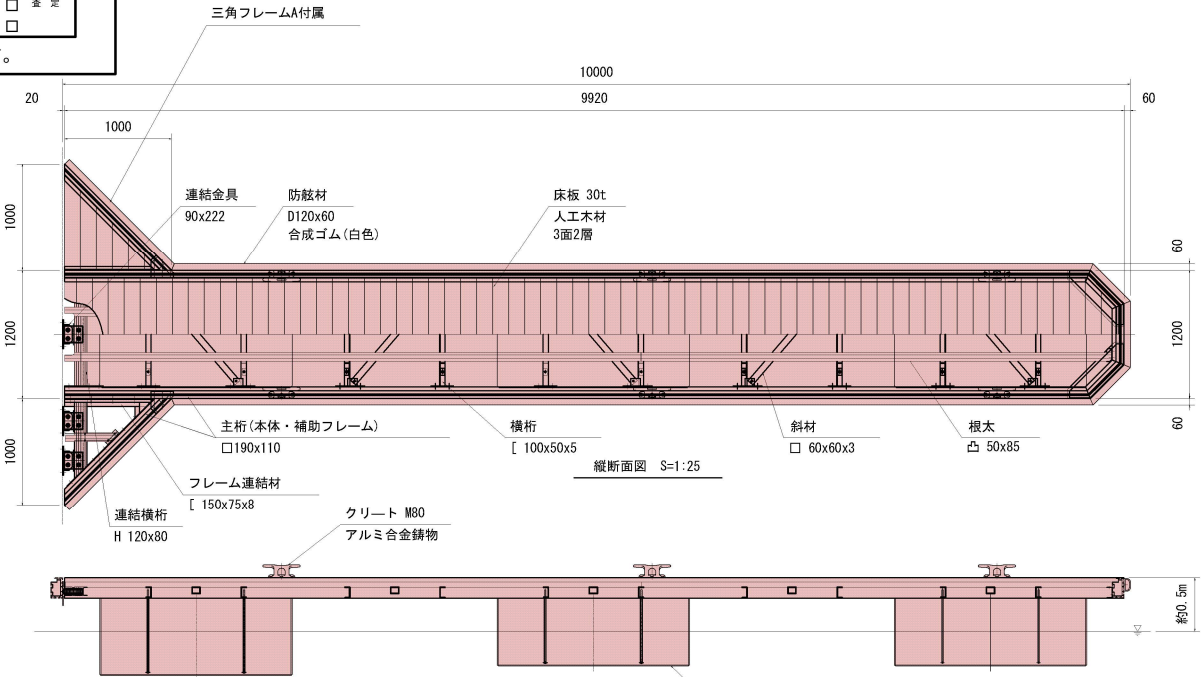 査 定
。
三角フレームA付属
10000
20
9920
60
1000
連結金具
90x222
防舷材
D120x60
合成ゴム(白色)
床板 30t
人工木材
3面2層
1000
1200
1000
60
1200
60
主桁(本体・補助フレーム)
□190x110
横桁
[ 100x50x5
斜材
□ 60x60x3
根太
凸 50x85
縦断面図 S=1:25
フレーム連結材
[ 150x75x8
連結横桁
H 120x80
クリート M80
アルミ合金鋳物
約0.5m